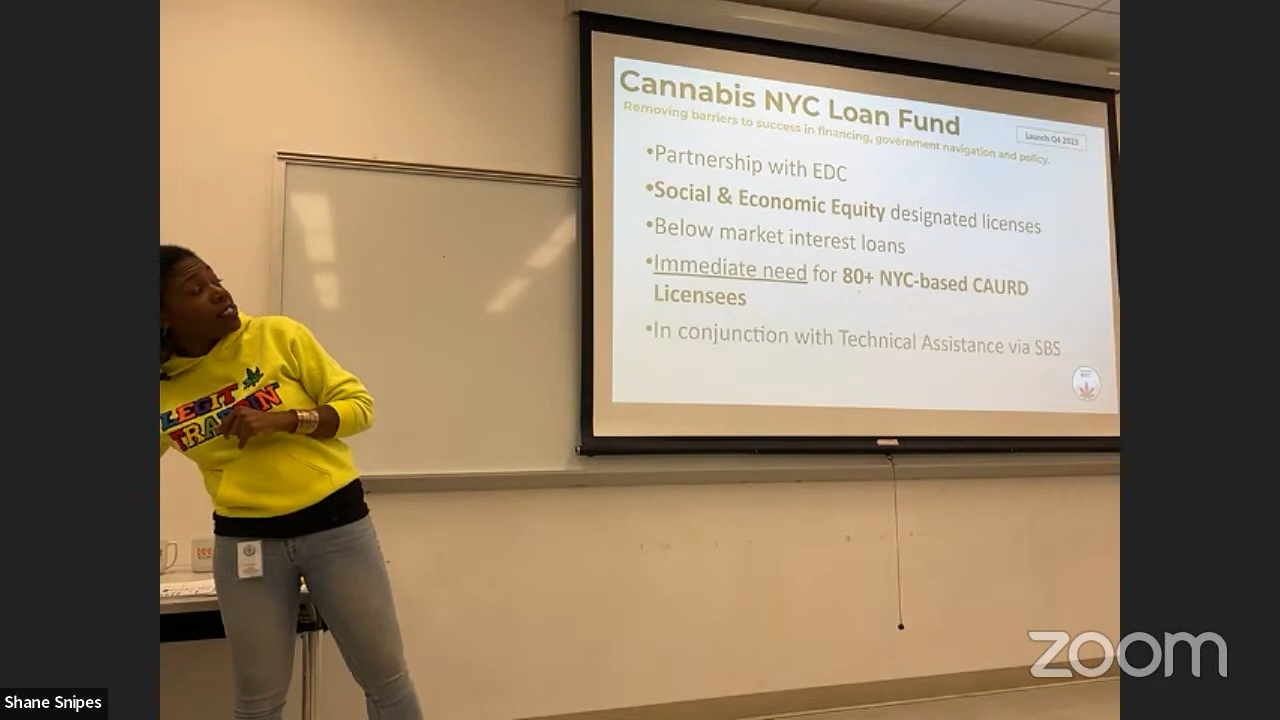 Cannabis NYC Loan Fund
Removing barriers to success in financing, government navigation and policy.
Launch Q4 2023
•Partnership with EDC
•Social & Economic Equity designated licenses
•Below market interest loans
•Immediate need for 80+ NYC-based CAURD
Licensees
•In conjunction with Technical Assistance via SBS
NYC
LEGIT
TRAPPIN'
zoom
Shane Snipes